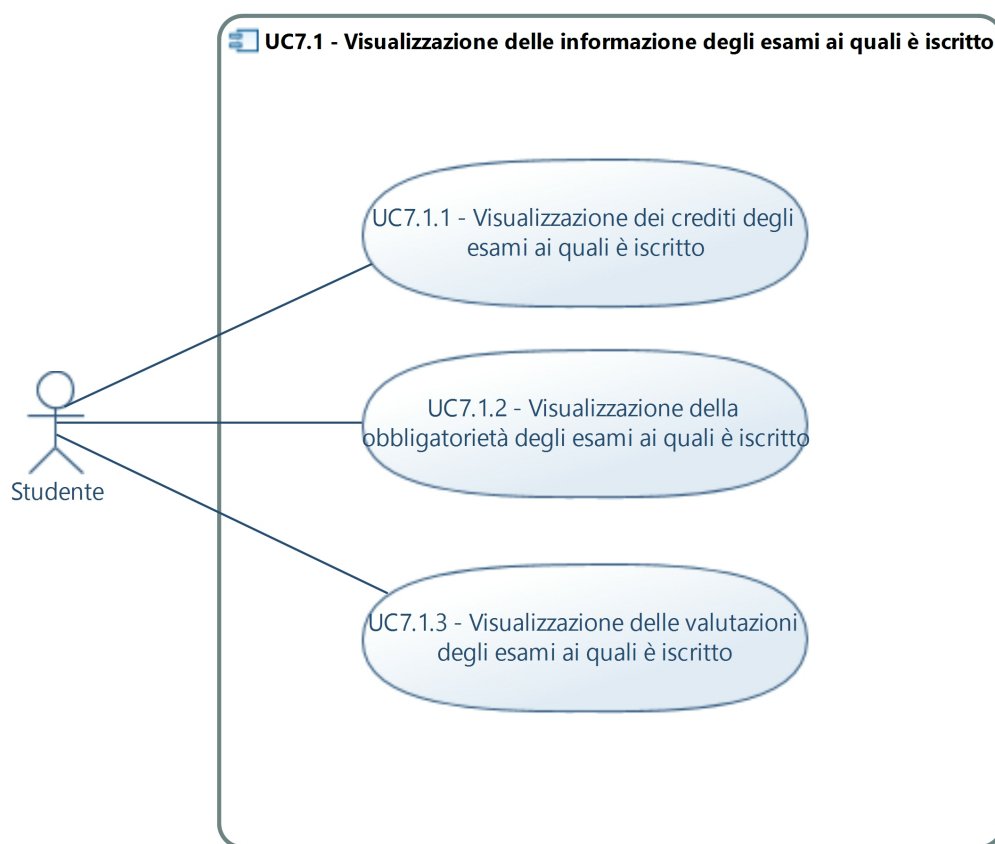 UC7.1 - Visualizzazione delle informazione degli esami ai quali è iscritto
UC7.1.1 - Visualizzazione dei crediti degli
esami ai quali è iscritto
UC7.1.2 - Visualizzazione della
obbligatorietà degli esami ai quali è iscritto
Studente
UC7.1.3 - Visualizzazione delle valutazioni
degli esami ai quali è iscritto